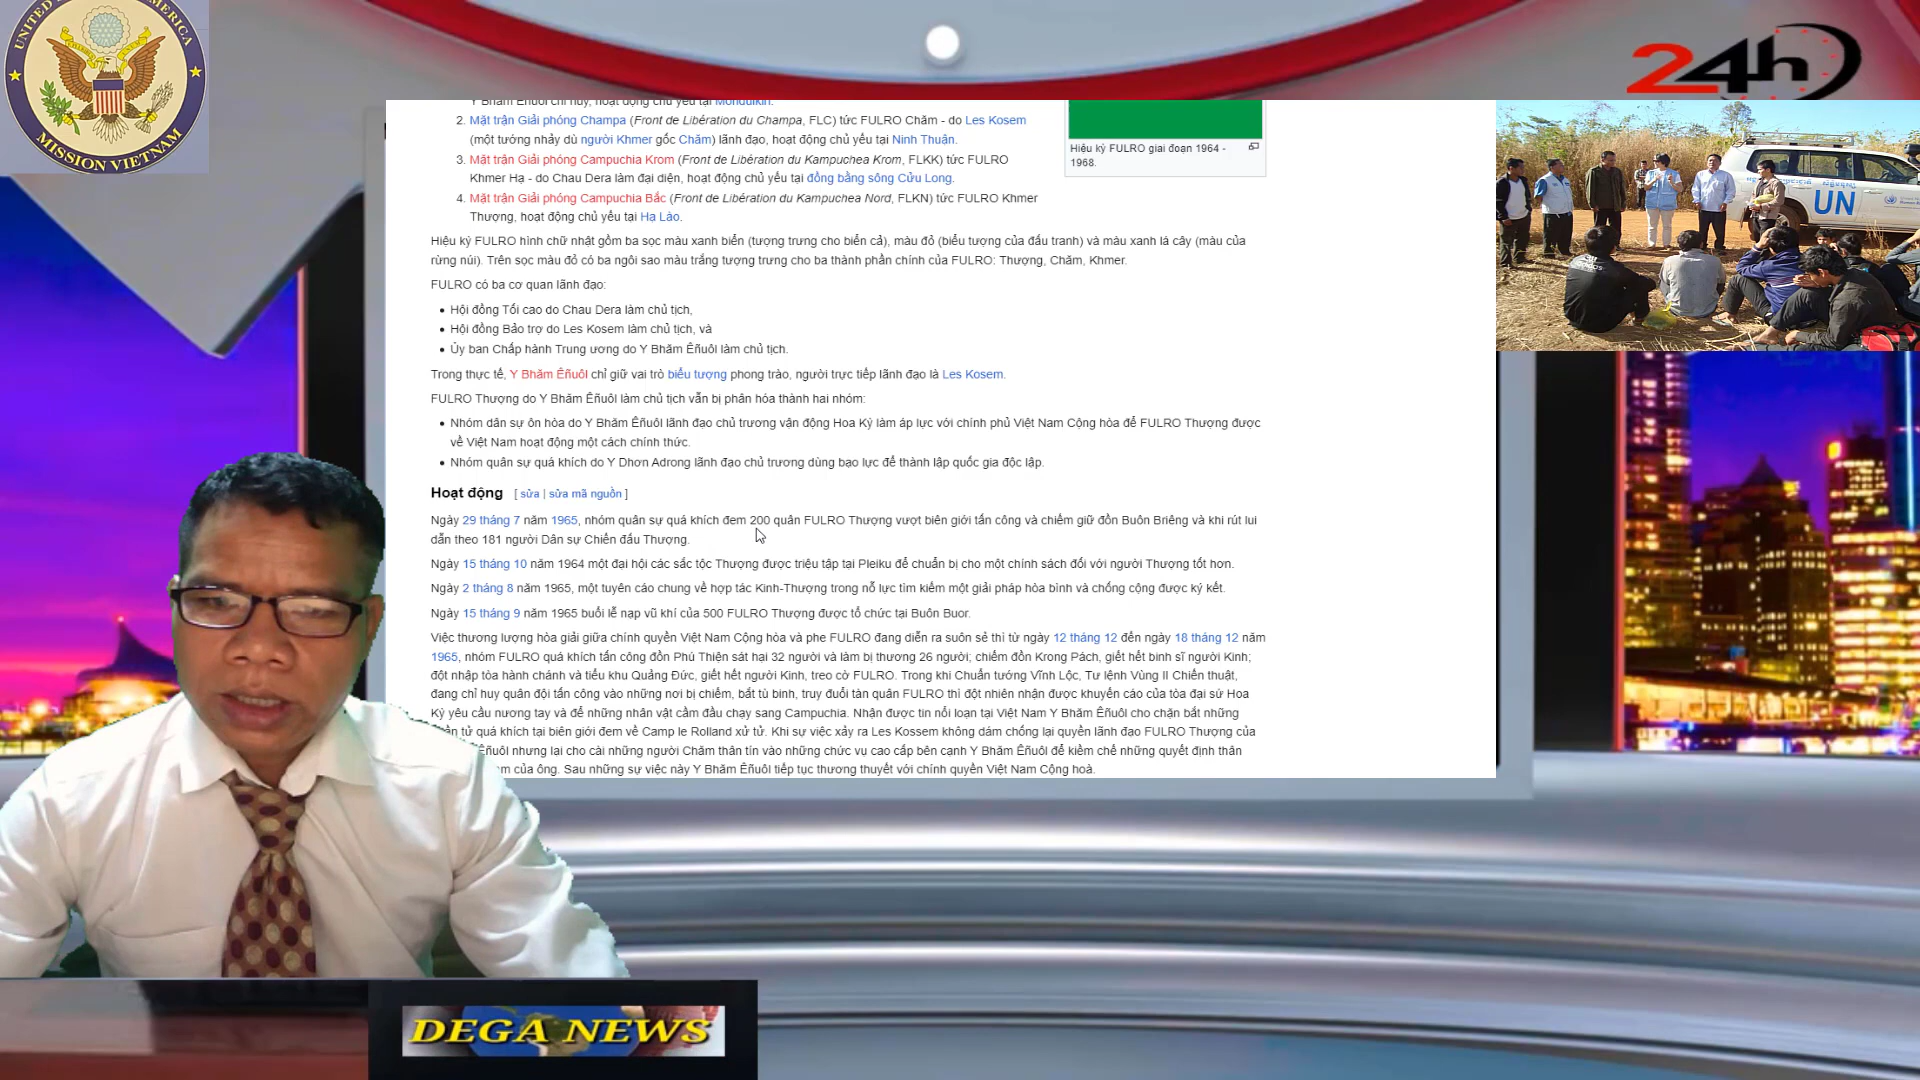 UNITED STATES OF AMERICA
MISSION VIETNAM
24h
Y Bhăm Êñuôl chỉ huy, hoạt động chủ yếu tại Mondulkiri.
2. Mặt trận Giải phóng Champa (Front de Libération du Champa, FLC) tức FULRO Chăm - do Les Kosem
(một tướng nhảy dù người Khmer gốc Chăm) lãnh đạo, hoạt động chủ yếu tại Ninh Thuận.
3. Mặt trận Giải phóng Campuchia Krom (Front de Libération du Kampuchea Krom, FLKK) tức FULRO
Khmer Hạ - do Chau Dera làm đại diện, hoạt động chủ yếu tại đồng bằng sông Cửu Long.
4. Mặt trận Giải phóng Campuchia Bắc (Front de Libération du Kampuchea Nord, FLKN) tức FULRO Khmer
Thượng, hoạt động chủ yếu tại Hạ Lào.
Hiệu kỳ FULRO giai đoạn 1964 -
1968.
UN
Hiệu kỳ FULRO hình chữ nhật gồm ba sọc màu xanh biển (tượng trưng cho biển cả), màu đỏ (biểu tượng của đấu tranh) và màu xanh lá cây (màu của
rừng núi). Trên sọc màu đỏ có ba ngôi sao màu trắng tượng trưng cho ba thành phần chính của FULRO: Thượng, Chăm, Khmer.
FULRO có ba cơ quan lãnh đạo:
• Hội đồng Tối cao do Chau Dera làm chủ tịch,
• Hội đồng Bảo trợ do Les Kosem làm chủ tịch, và
• Ủy ban Chấp hành Trung ương do Y Bhăm Êñuôl làm chủ tịch.
Trong thực tế, Y Bhăm Êñuôl chỉ giữ vai trò biểu tượng phong trào, người trực tiếp lãnh đạo là Les Kosem.
FULRO Thượng do Y Bhăm Êñuôl làm chủ tịch vẫn bị phân hóa thành hai nhóm:
• Nhóm dân sự ôn hòa do Y Bhăm Êñuôl lãnh đạo chủ trương vận động Hoa Kỳ làm áp lực với chính phủ Việt Nam Cộng hòa để FULRO Thượng được
về Việt Nam hoạt động một cách chính thức.
• Nhóm quân sự quá khích do Y Dhơn Adrong lãnh đạo chủ trương dùng bạo lực để thành lập quốc gia độc lập.
Hoạt động [ sửa | sửa mã nguồn ]
Ngày 29 tháng 7 năm 1965, nhóm quân sự quá khích đem 200 quân FULRO Thượng vượt biên giới tấn công và chiếm giữ đồn Buôn Briêng và khi rút lui
dẫn theo 181 người Dân sự Chiến đấu Thượng.
Ngày 15 tháng 10 năm 1964 một đại hội các sắc tộc Thượng được triệu tập tại Pleiku để chuẩn bị cho một chính sách đối với người Thượng tốt hơn.
Ngày 2 tháng 8 năm 1965, một tuyên cáo chung về hợp tác Kinh-Thượng trong nỗ lực tìm kiếm một giải pháp hòa bình và chống cộng được ký kết.
Ngày 15 tháng 9 năm 1965 buổi lễ nạp vũ khí của 500 FULRO Thượng được tổ chức tại Buôn Buor.
Việc thương lượng hòa giải giữa chính quyền Việt Nam Cộng hòa và phe FULRO đang diễn ra suôn sẻ thì từ ngày 12 tháng 12 đến ngày 18 tháng 12 năm
1965, nhóm FULRO quá khích tấn công đồn Phú Thiện sát hại 32 người và làm bị thương 26 người; chiếm đồn Krong Pách, giết hết binh sĩ người Kinh;
đột nhập tòa hành chánh và tiểu khu Quảng Đức, giết hết người Kinh, treo cờ FULRO. Trong khi Chuẩn tướng Vĩnh Lộc, Tư lệnh Vùng II Chiến thuật,
đang chỉ huy quân đội tấn công vào những nơi bị chiếm, bắt tù binh, truy đuổi tàn quân FULRO thì đột nhiên nhận được khuyến cáo của tòa đại sứ Hoa
Kỳ yêu cầu nương tay và để những nhân vật cầm đầu chạy sang Campuchia. Nhận được tin nổi loạn tại Việt Nam Y Bhăm Êñuôl cho chặn bắt những
tử quá khích tại biên giới đem về Camp le Rolland xử tử. Khi sự việc xảy ra Les Kossem không dám chống lại quyền lãnh đạo FULRO Thượng của
Êñuôl nhưng lại cho cài những người Chăm thân tín vào những chức vụ cao cấp bên cạnh Y Bhăm Êñuôl để kiềm chế những quyết định thân
của ông. Sau những sự việc này Y Bhăm Êñuôl tiếp tục thương thuyết với chính quyền Việt Nam Cộng hoà.
DEGA NEWS